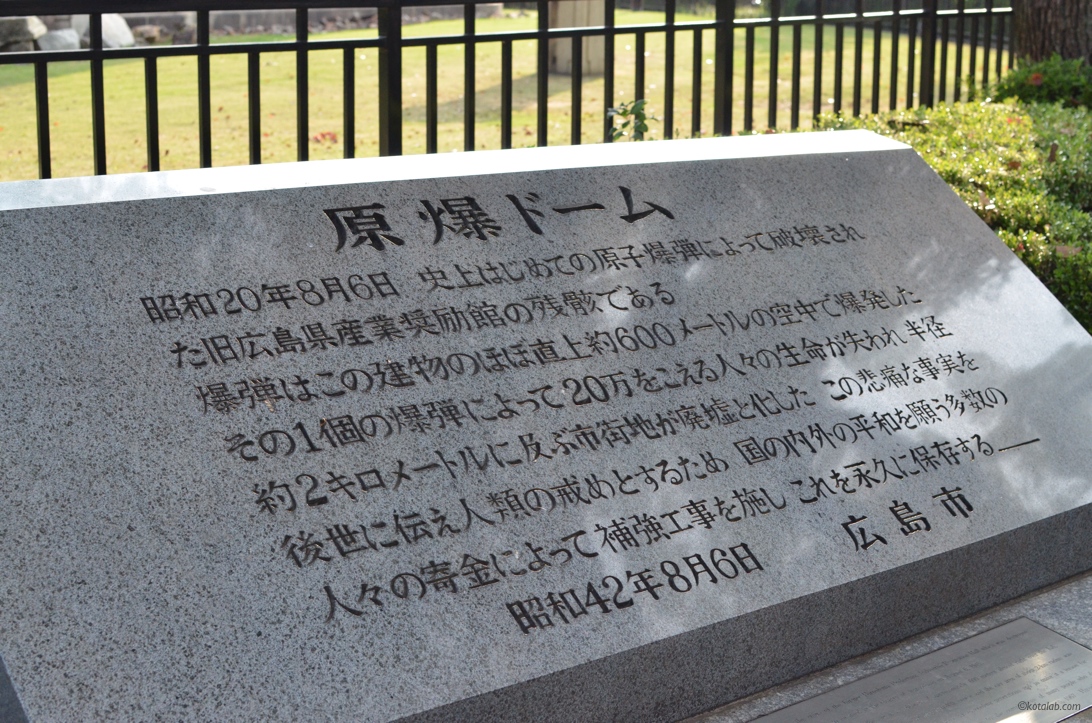 原爆ドーム
昭和20年8月6日 史上はじめての原子爆弾によって破壊され
た旧広島県産業奨励館の残骸である
爆弾はこの建物のほぼ直上約600メートルの空中で爆発した
その1個の爆弾によって20万をこえる人々の生命が失われ 半径
約2キロメートルに及ぶ市街地が廃墟と化した この悲痛な事実を
後世に伝え人類の戒めとするため 国の内外の平和を願う多数の
人々の寄金によって補強工事を施し これを永久に保存する
昭和42年8月6日 広島市
©kotalab.com